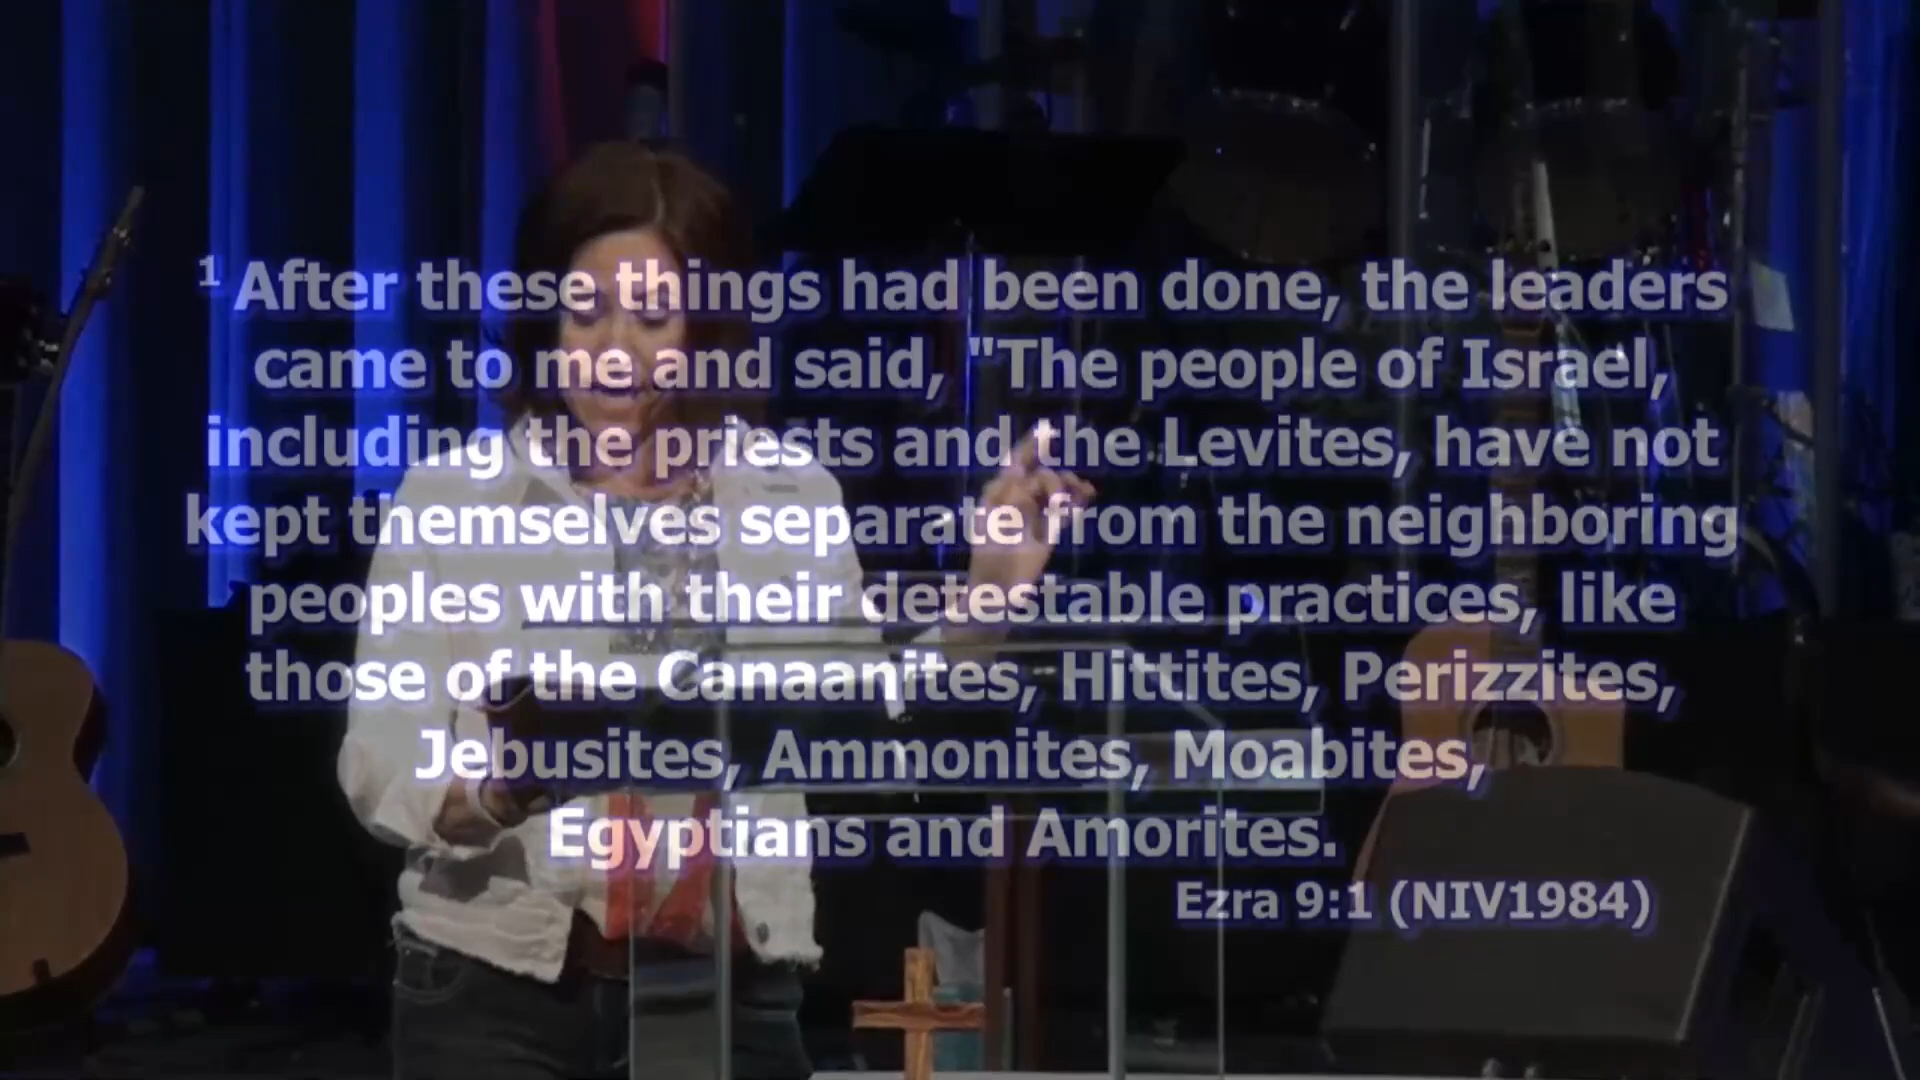 1 After these things had been done, the leaders
came to me and said, "The people of Israel,
including the priests and the Levites, have not
kept themselves separate from the neighboring
peoples with their detestable practices, like
those of the Canaanites, Hittites, Perizzites,
Jebusites, Ammonites, Moabites,
Egyptians and Amorites.
Ezra 9:1 (NIV1984)